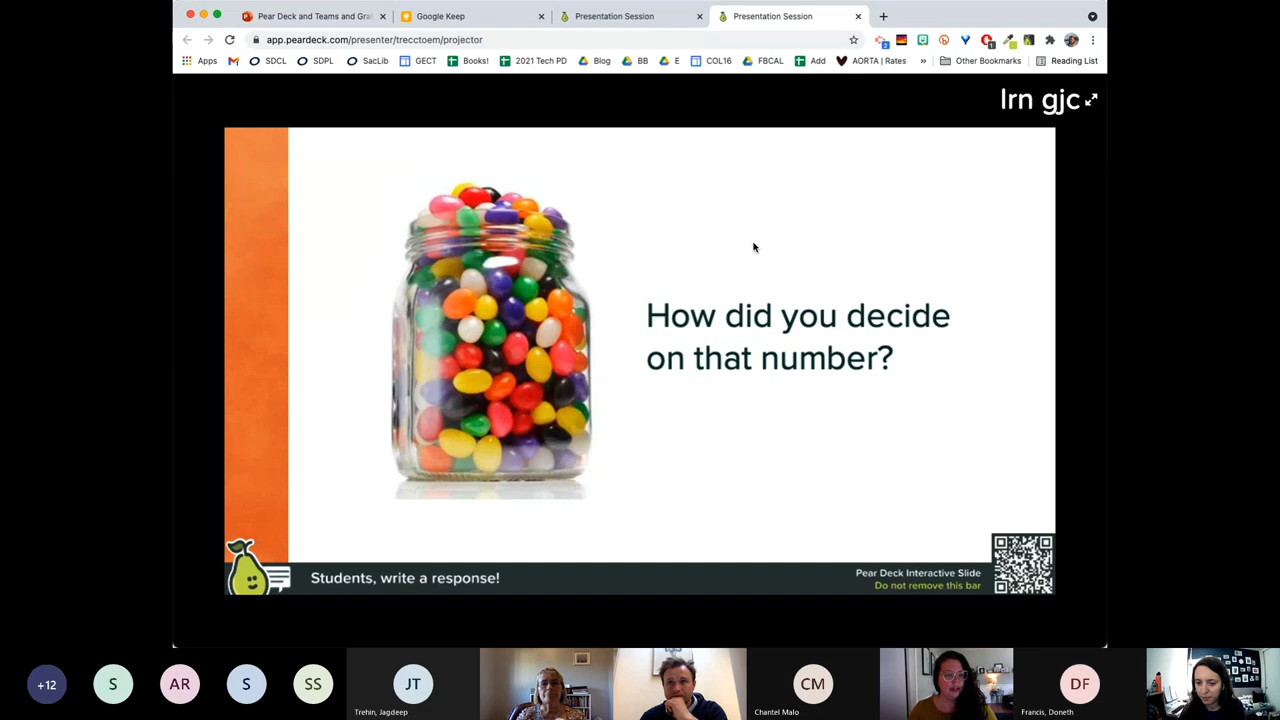 Pear Deck and Teams and Gra
Google Keep
Presentation Session
Presentation Session
app.peardeck.com/presenter/trecctoem/projector
Apps
SDCL
SDPL
SacLib
GECT
Books!
2021 Tech PD
Blog
BB
E
COL16
FBCAL
Add
AORTA | Rates
»
Other Bookmarks
Reading List
lrn gjc
How did you decide
on that number?
Students, write a response!
Pear Deck Interactive Slide
Do not remove this bar
+12
S
AR
S
SS
JT
CM
DF
Trehin, Jagdeep
Chantel Malo
Francis, Doneth